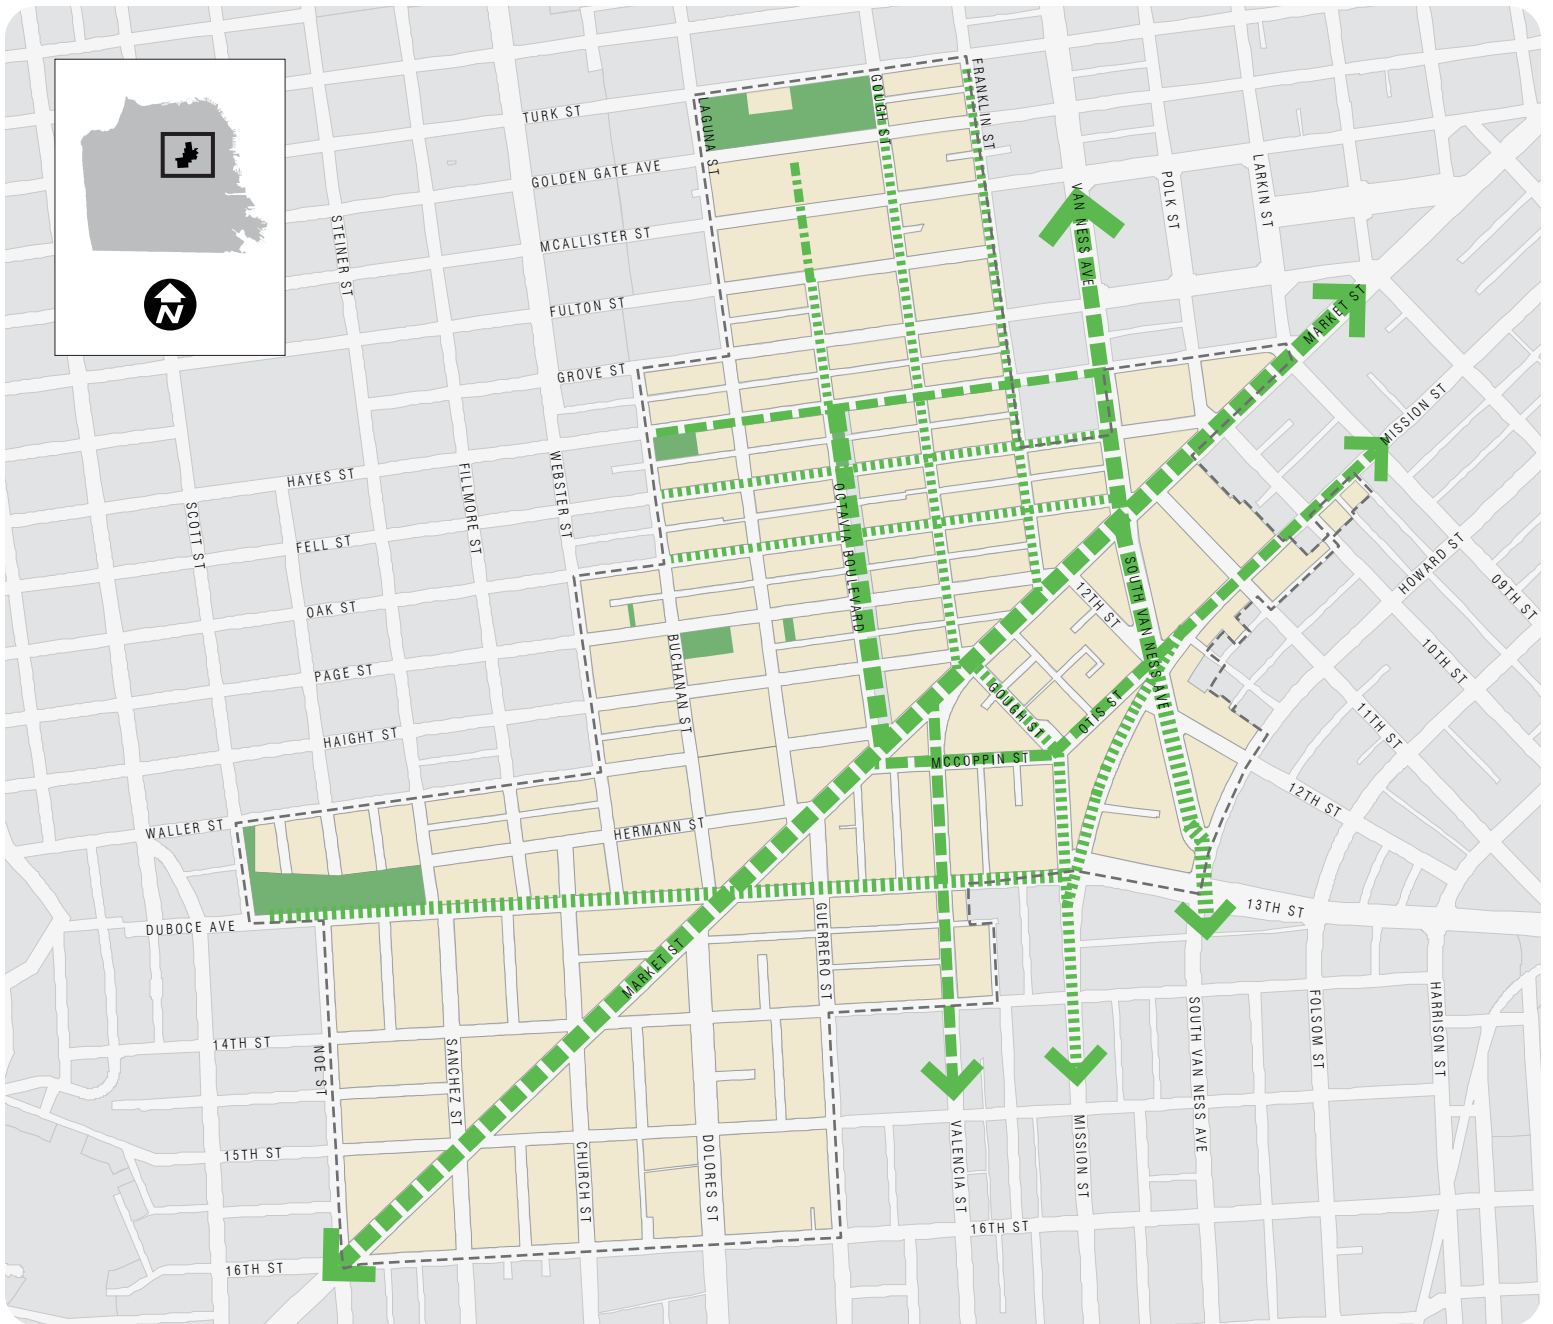 TURK ST
GOLDEN GATE AVE
MCALLISTER ST
FULTON ST
GROVE ST
LAGUNA ST
GOUGH ST
FRANKLIN ST
VAN NESS AVE
POLK ST
LARKIN ST
MARKET ST
MISSION ST
STEINER ST
N
HAYES ST
FELL ST
OAK ST
PAGE ST
HAIGHT ST
SCOTT ST
FILLMORE ST
WEBSTER ST
OCTAVIA BOULEVARD
BUCHANAN ST
12TH ST
SOUTH VAN NESS AVE
HOWARD ST
09TH ST
10TH ST
11TH ST
12TH ST
GOUGH ST
OTIS ST
MCCOPPIN ST
WALLER ST
HERMANN ST
DUBOCE AVE
MARKET ST
GUERRERO ST
13TH ST
14TH ST
NOE ST
SANCHEZ ST
15TH ST
CHURCH ST
DOLORES ST
VALENCIA ST
MISSION ST
SOUTH VAN NESS AVE
FOLSOM ST
HARRISON ST
16TH ST
16TH ST